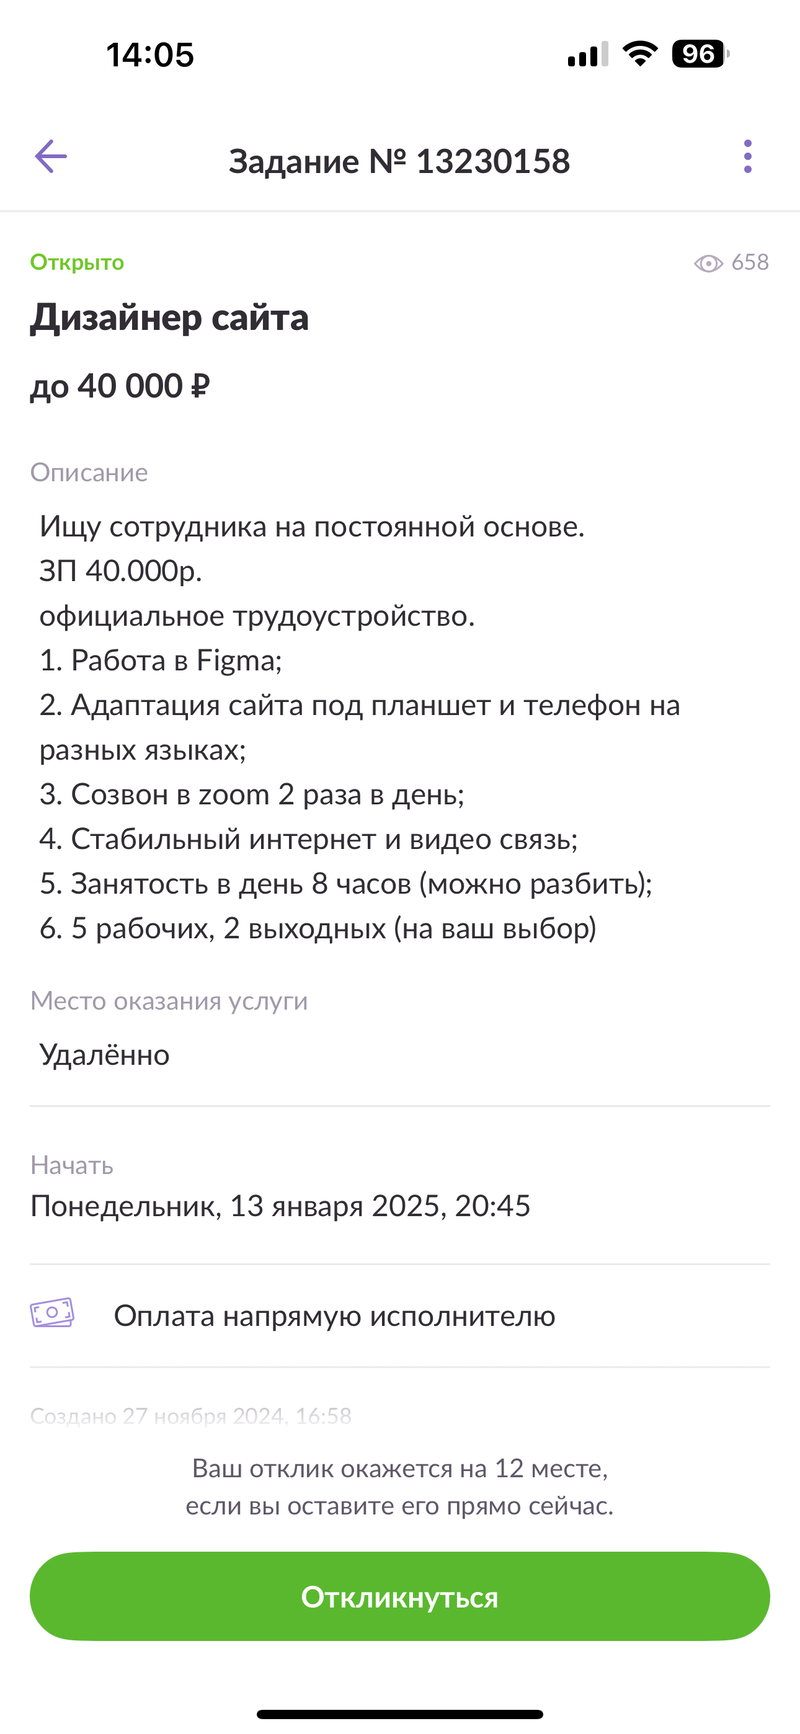 14:05
96
Задание № 13230158
Открыто
658
Дизайнер сайта
до 40 000 ₽
Описание
Ищу сотрудника на постоянной основе.
ЗП 40.000р.
официальное трудоустройство.
1. Работа в Figma;
2. Адаптация сайта под планшет и телефон на
разных языках;
3. Созвон в zoom 2 раза в день;
4. Стабильный интернет и видео связь;
5. Занятость в день 8 часов (можно разбить);
6. 5 рабочих, 2 выходных (на ваш выбор)
Место оказания услуги
Удалённо
Начать
Понедельник, 13 января 2025, 20:45
Оплата напрямую исполнителю
Создано 27 ноября 2024, 16:58
Ваш отклик окажется на 12 месте,
если вы оставите его прямо сейчас.
Откликнуться